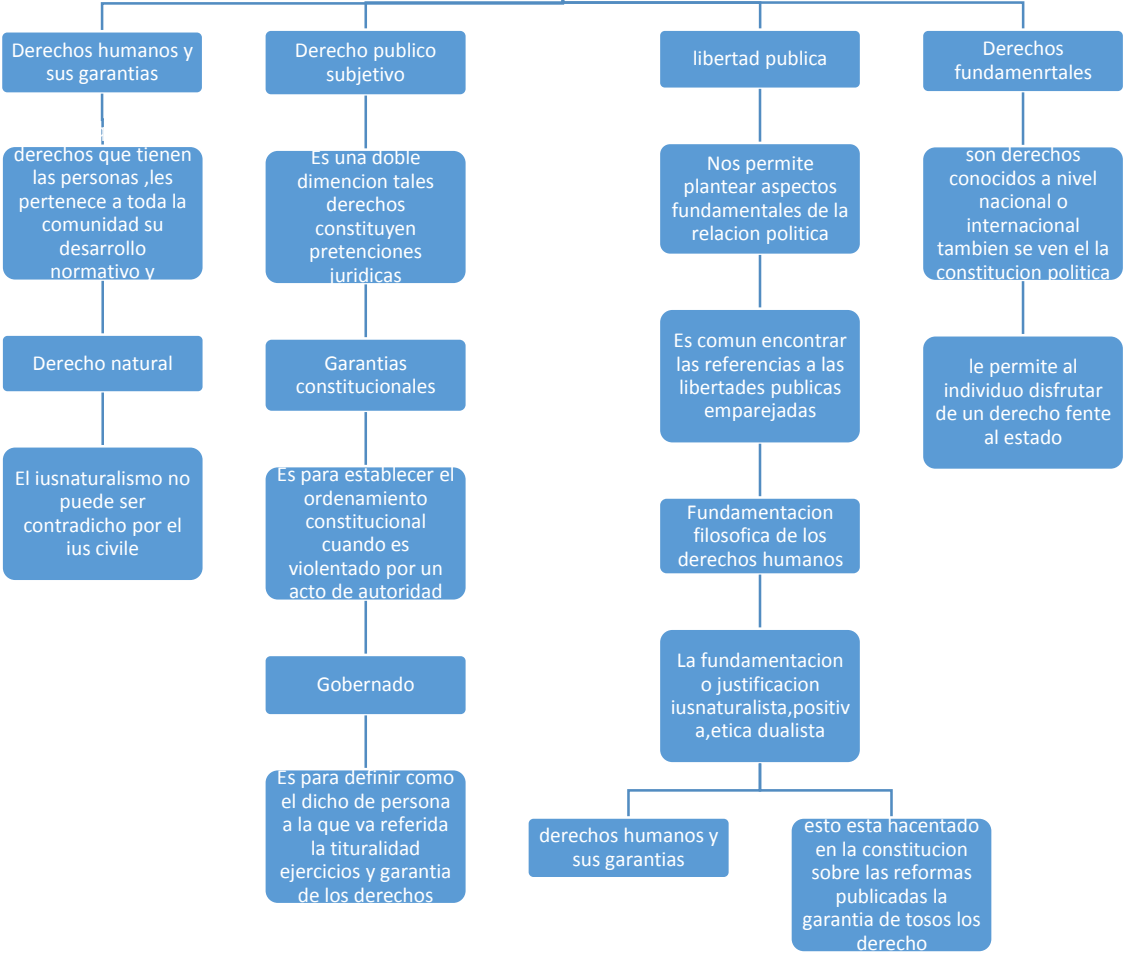 Derechos humanos y
sus garantias
derechos que tienen
las personas ,les
pertenece a toda la
comunidad su
desarrollo
normativo y
Derecho natural
El iusnaturalismo no
puede ser
contradicho por el
ius civile
Derecho publico
subjetivo
Es una doble
dimencion tales
derechos
constituyen
pretenciones
juridicas
Garantias
constitucionales
Es para establecer el
ordenamiento
constitucional
cuando es
violentado por un
acto de autoridad
Gobernado
Es para definir como
el dicho de persona
a la que va referida
la tituralidad
ejercicios y garantia
de los derechos
libertad publica
Nos permite
plantear aspectos
fundamentales de la
relacion politica
Es comun encontrar
las referencias a las
libertades publicas
emparejadas
Fundamentacion
filosofica de los
derechos humanos
La fundamentacion
o justificacion
iusnaturalista,positiv
a,etica dualista
derechos humanos y
sus garantias
esto esta hacentado
en la constitucion
sobre las reformas
publicadas la
garantia de tosos los
derecho
Derechos
fundamenrtales
son derechos
conocidos a nivel
nacional o
internacional
tambien se ven el la
constitucion politica
le permite al
individuo disfrutar
de un derecho fente
al estado